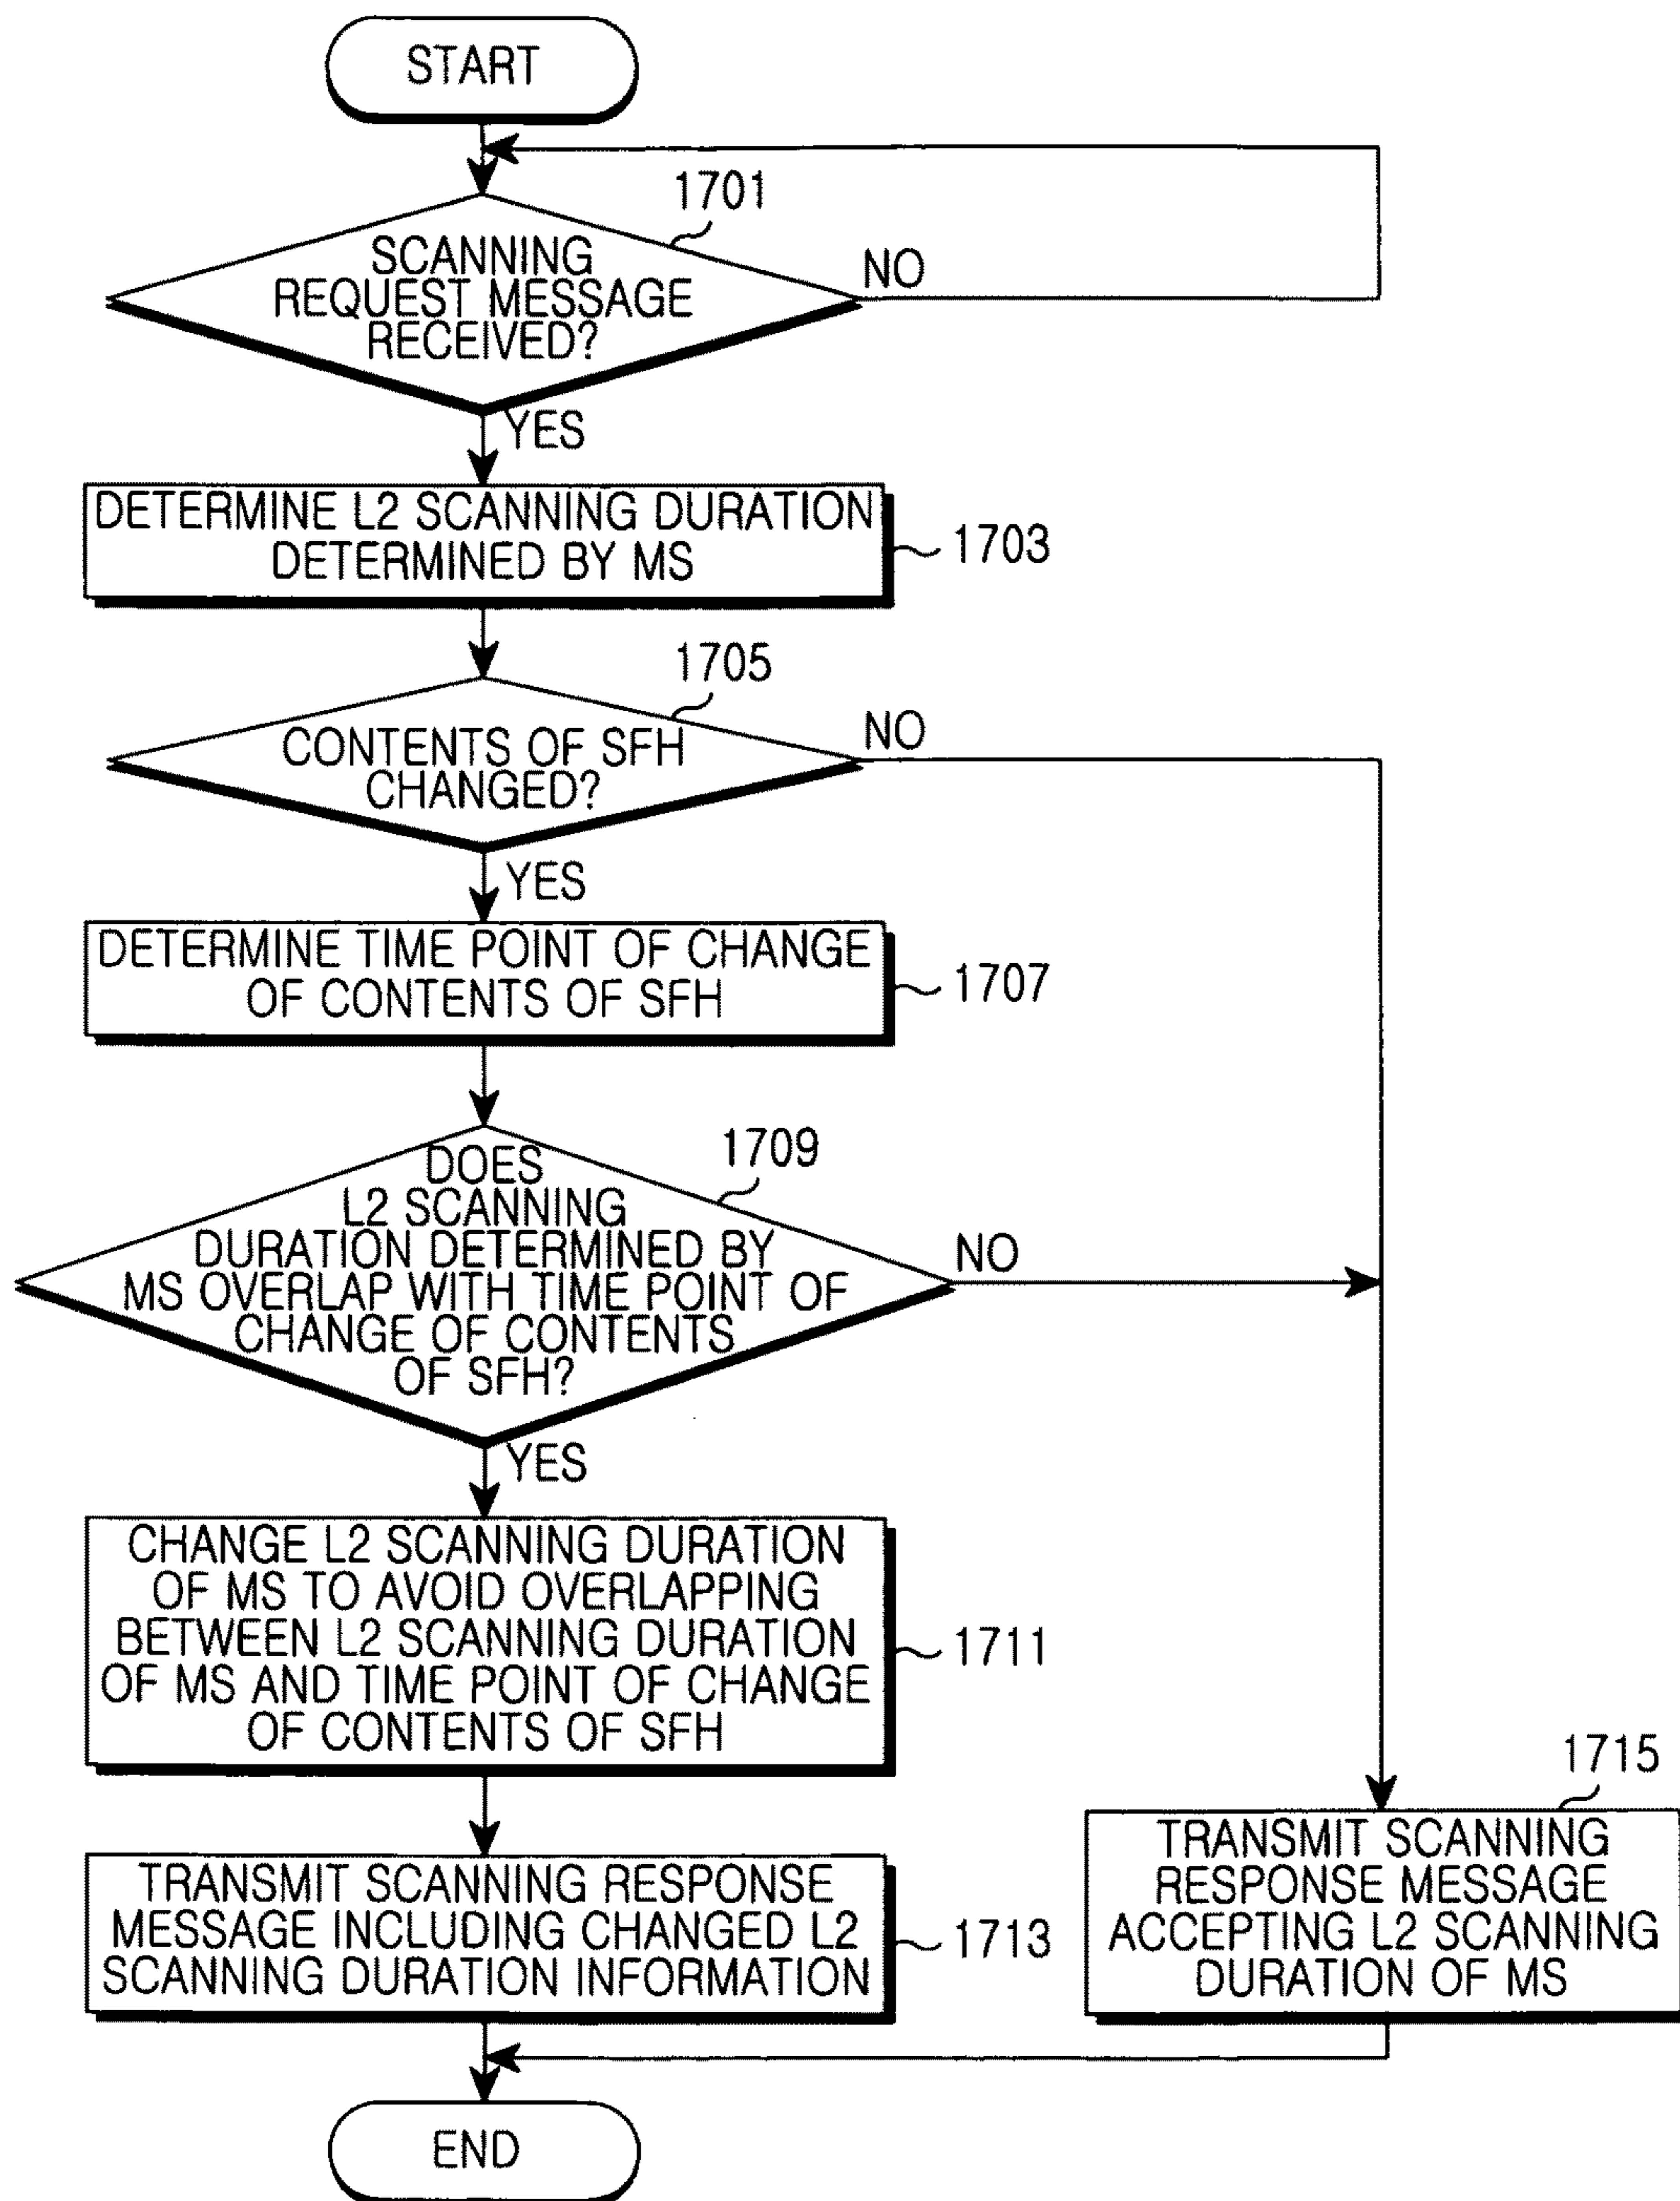 START
1701
SCANNING
REQUEST MESSAGE
RECEIVED?
NO
YES
DETERMINE L2 SCANNING DURATION
DETERMINED BY MS
1703
1705
CONTENTS OF SFH
CHANGED?
NO
YES
DETERMINE TIME POINT OF CHANGE
OF CONTENTS OF SFH
1707
1709
DOES
L2 SCANNING
DURATION DETERMINED BY
MS OVERLAP WITH TIME POINT OF
CHANGE OF CONTENTS
OF SFH?
NO
YES
CHANGE L2 SCANNING DURATION
OF MS TO AVOID OVERLAPPING
BETWEEN L2 SCANNING DURATION
OF MS AND TIME POINT OF CHANGE
OF CONTENTS OF SFH
1711
TRANSMIT SCANNING RESPONSE
MESSAGE INCLUDING CHANGED L2
SCANNING DURATION INFORMATION
1713
1715
TRANSMIT SCANNING
RESPONSE MESSAGE
ACCEPTING L2 SCANNING
DURATION OF MS
END